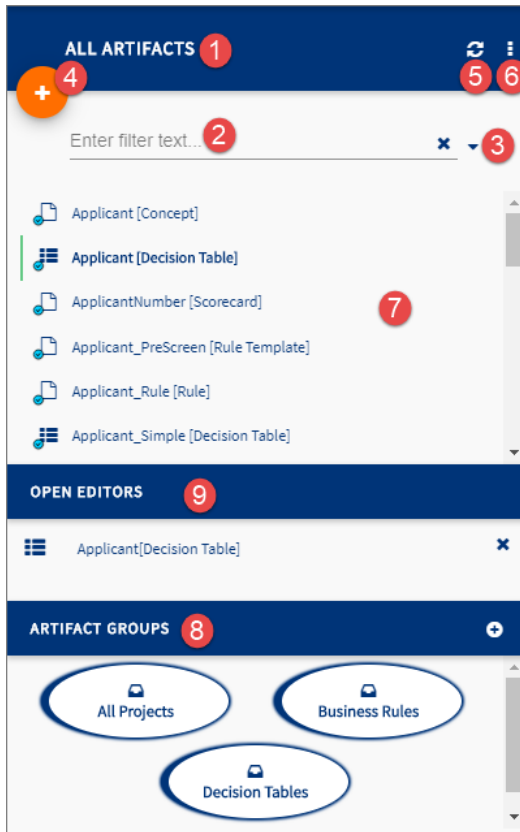 ALL ARTIFACTS 1
5 6
4
Enter filter text... 2
3
Applicant [Concept]
Applicant [Decision Table]
ApplicantNumber [Scorecard]
7
Applicant_PreScreen [Rule Template]
Applicant_Rule [Rule]
Applicant_Simple [Decision Table]
OPEN EDITORS 9
Applicant[Decision Table]
ARTIFACT GROUPS 8
All Projects
Business Rules
Decision Tables